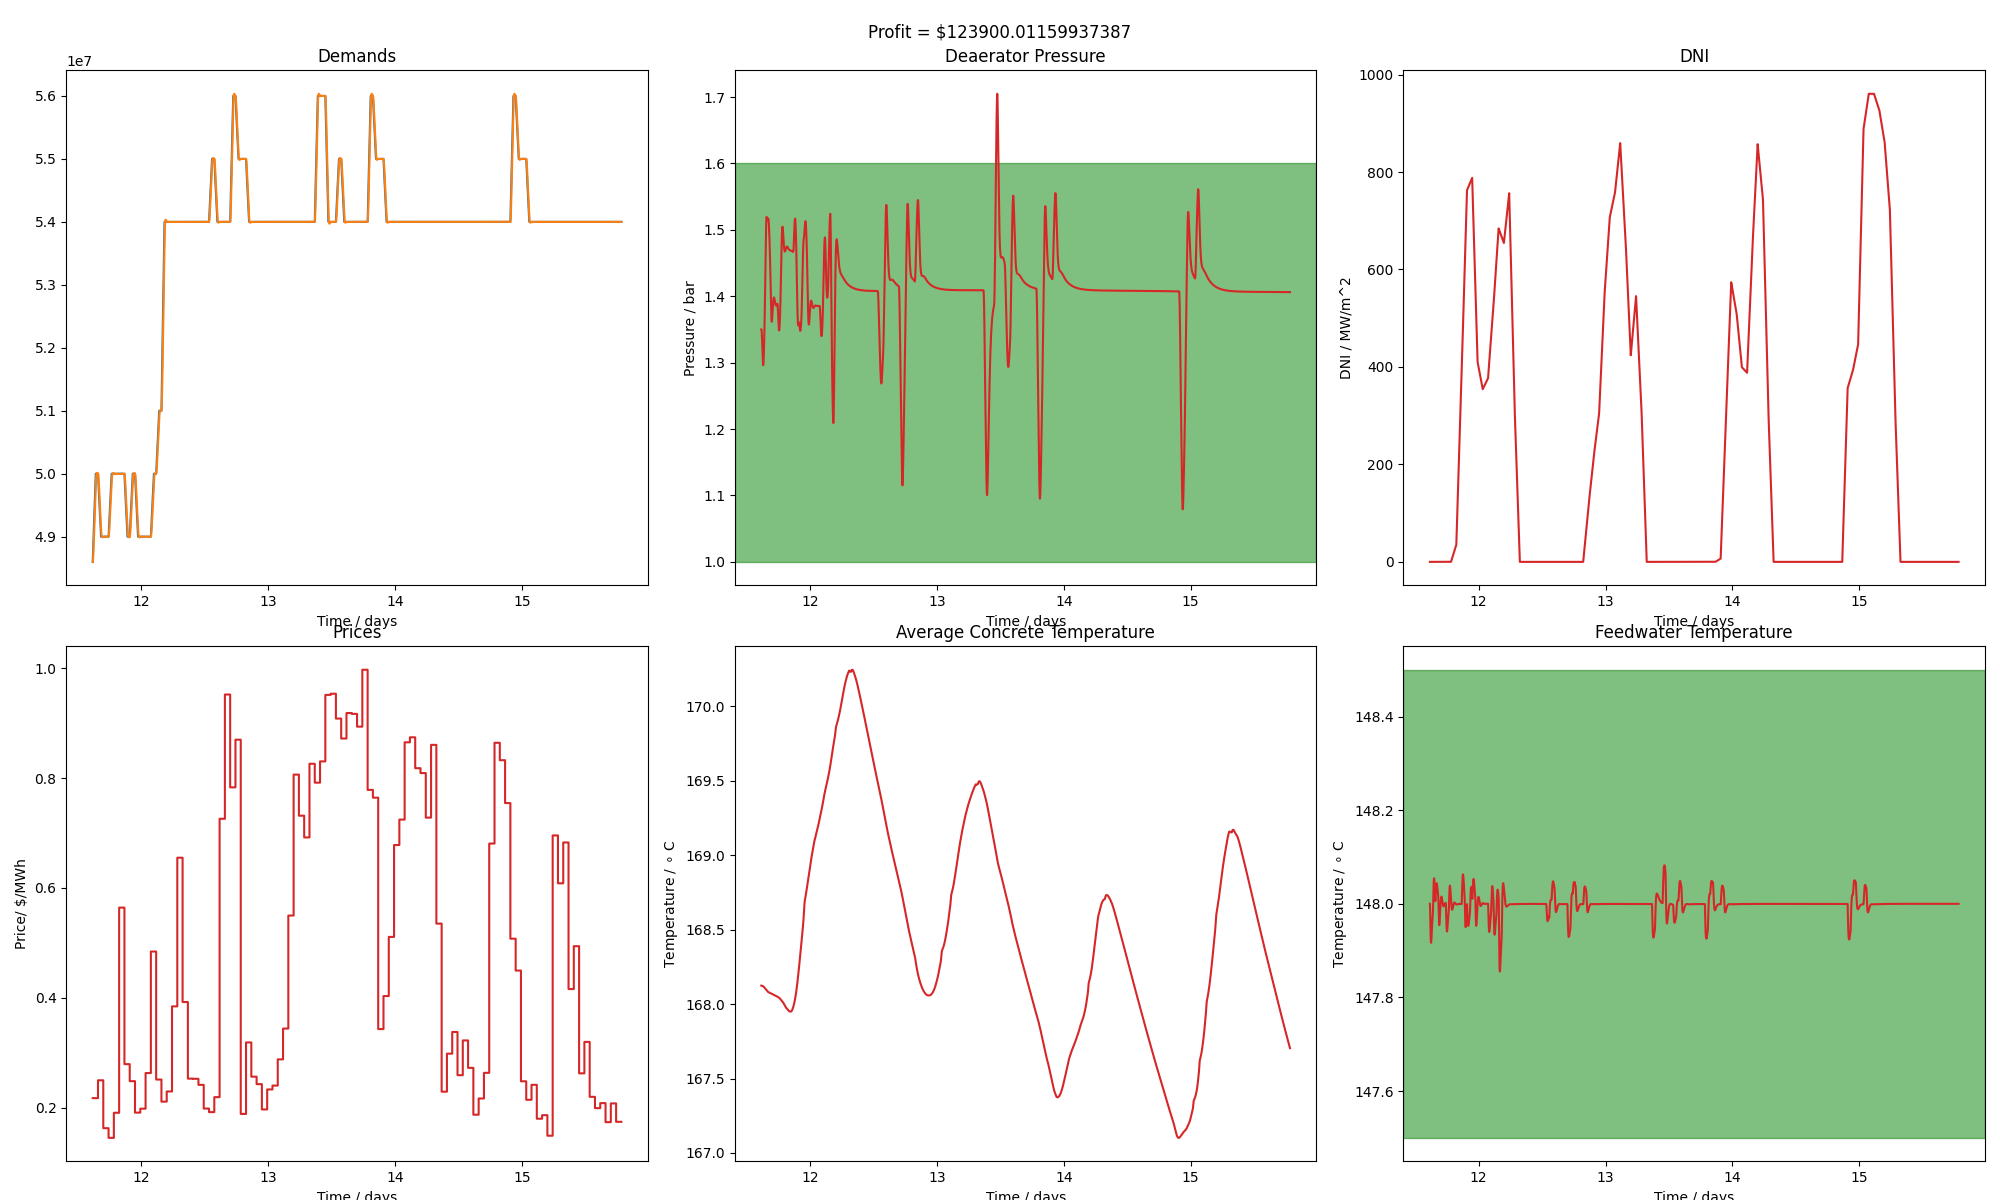 Profit = $123900.01159937387
Demands
1e7
5.6
5.5
5.4
5.3
5.2
5.1
5.0
4.9
12 13 14 15
Time / days
Deaerator Pressure
Pressure / bar
1.7
1.6
1.5
1.4
1.3
1.2
1.1
1.0
12 13 14 15
Time / days
DNI
DNI / MW/m^2
1000
800
600
400
200
0
12 13 14 15
Time / days
Prices
Price/ $/MWh
1.0
0.8
0.6
0.4
0.2
12 13 14 15
Time / days
Average Concrete Temperature
Temperature / ∘ C
170.0
169.5
169.0
168.5
168.0
167.5
167.0
12 13 14 15
Time / days
Feedwater Temperature
Temperature / ∘ C
148.4
148.2
148.0
147.8
147.6
12 13 14 15
Time / days